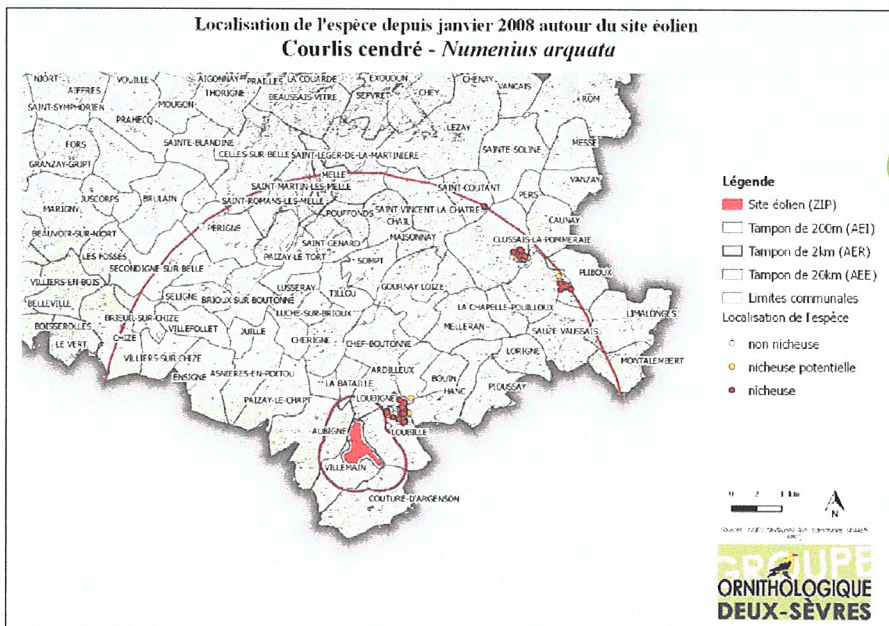 Localisation de l'espèce depuis janvier 2008 autour du site éolien
Courlis cendré - Numenius arquata
NIORT
VOUILLE
AIGONNAY
PRAILLES
LA COUARDE
EXOUDUN
CHENAY
VANCAIS
AIFFRES
THORIGNE
BEAUSSAIS-VITRE
SEPVRET
CHEY
ROM
SAINT-SYMPHORIEN
MOUGON
PRAHECQ
LEZAY
FORS
SAINTE-BLANDINE
SAINTE-SOLINE
MESSE
GRANZAY-GRIPT
CELLES-SUR-BELLE
SAINT-LEGER-DE-LA-MARTINIERE
VANZAY
MELLE
SAINT-MARTIN-LES-MELLE
SAINT-COUTANT
JUSCORPS
BRULAIN
SAINT-ROMANS-LES-MELLE
PERS
MARIGNY
POUFFONDS
SAINT VINCENT-LA-CHATRE
CAUNAY
PERIGNE
CHAIL
BEAUVOIR-SUR-NIORT
SAINT-GENARD
MAISONNAY
CLUSSAIS-LA-POMMERAIE
LES FOSSES
PAIZAY-LE-TORT
SOMPT
SECONDIGNE SUR BELLE
PLIBOUX
VILLIERS-EN-BOIS
LUSSERAY
GOURNAY LOIZE
SELIGNE
BRIOUX SUR BOUTONNE
TILLOU
BELLEVILLE
LA CHAPELLE-POUILLOUX
LIMALONGES
BRIEUIL-SUR-CHIZE
LUCHE-SUR-BRIOUX
BOISSEROLLES
VILLEFOLLET
JUILLE
MELLERAN
SAUZE-VAUSSAIS
CHIZE
LE VERT
CHERIGNE
CHEF-BOUTONNE
VILLIERS-SUR-CHIZE
LORIGNE
MONTALEMBERT
ENSIGNE
ASNIERES-EN-POITOU
ARDILLEUX
LA BATAILLE
BOUIN
HANC
PIOUSSAY
PAIZAY-LE-CHAPT
LOUBIGNE
AUBIGNE
LOUBILLE
VILLEMAIN
COUTURE-D'ARGENSON
Légende
Site éolien (ZIP)
Tampon de 200m (AEI)
Tampon de 2km (AER)
Tampon de 20km (AEE)
Limites communales
Localisation de l'espèce
non nicheuse
nicheuse potentielle
nicheuse
0 2 4 km
N
GROUPE
ORNITHOLOGIQUE
DEUX-SÈVRES